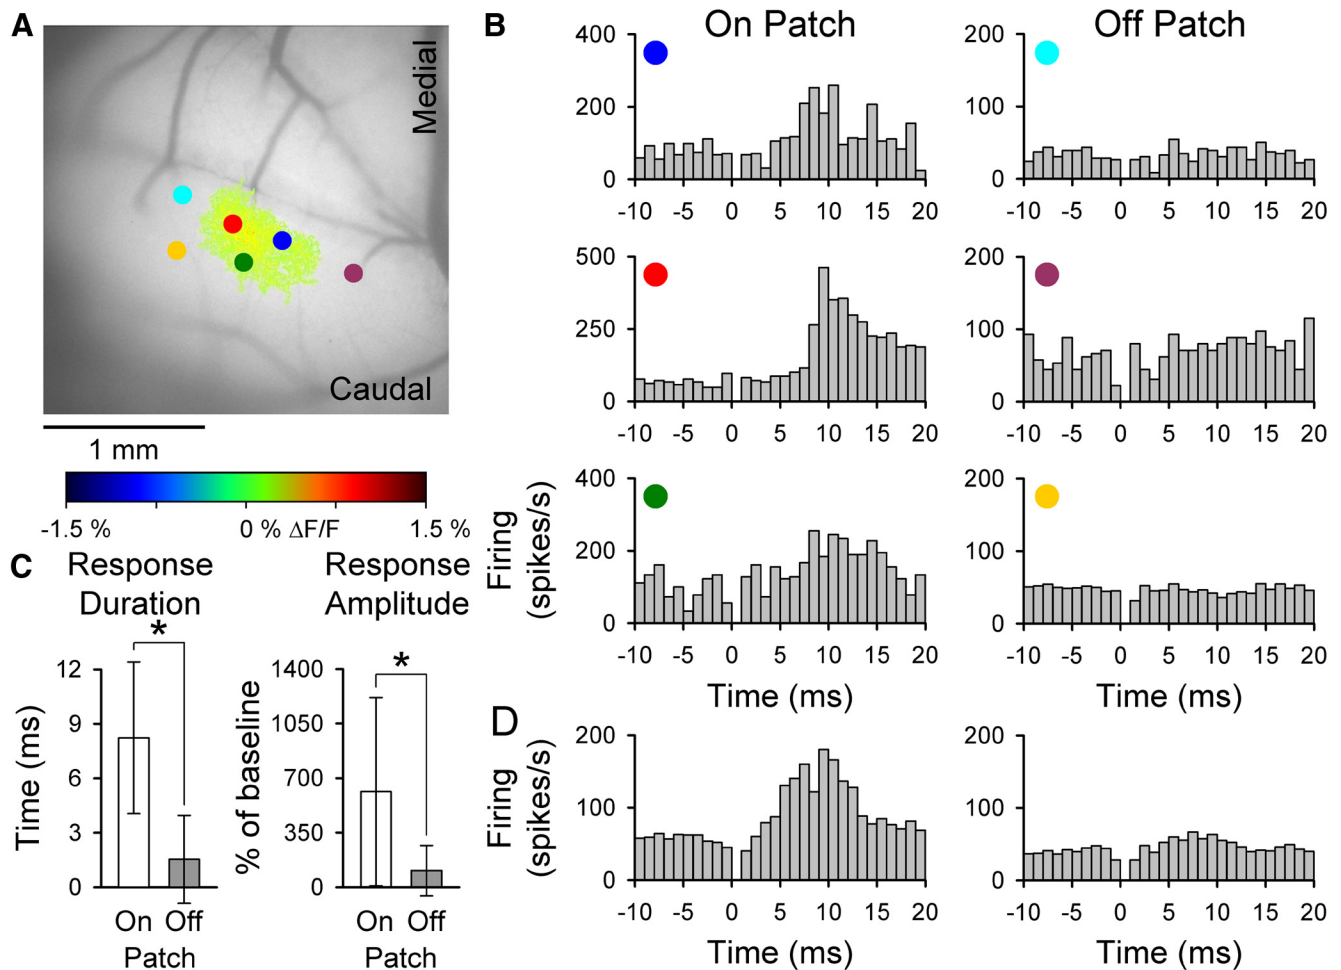 A
Medial
Caudal
1 mm
-1.5 %
0 % ΔF/F
1.5 %
B
On Patch
Off Patch
400
200
0
-10 -5 0 5 10 15 20
200
100
0
-10 -5 0 5 10 15 20
500
250
0
-10 -5 0 5 10 15 20
200
100
0
-10 -5 0 5 10 15 20
Firing
(spikes/s)
400
200
0
-10 -5 0 5 10 15 20
Time (ms)
200
100
0
-10 -5 0 5 10 15 20
Time (ms)
C
Response
Duration
*
Time (ms)
12
9
6
3
0
On Off
Patch
Response
Amplitude
*
% of baseline
1400
1050
700
350
0
On Off
Patch
D
Firing
(spikes/s)
200
100
0
-10 -5 0 5 10 15 20
Time (ms)
200
100
0
-10 -5 0 5 10 15 20
Time (ms)